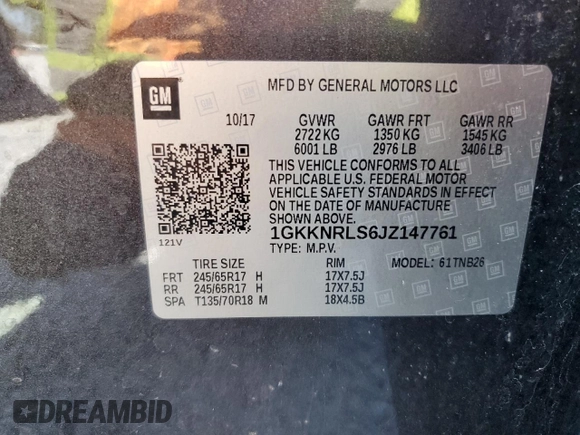 GM
MFD BY GENERAL MOTORS LLC
10/17 GVWR GAWR FRT GAWR RR
2722 KG 1350 KG 1545 KG
6001 LB 2976 LB 3406 LB
THIS VEHICLE CONFORMS TO ALL
APPLICABLE U.S. FEDERAL MOTOR
VEHICLE SAFETY STANDARDS IN EFFECT
ON THE DATE OF MANUFACTURE
SHOWN ABOVE.
1GKKNRLS6JZ147761
121V
TYPE: M.P.V.
TIRE SIZE RIM MODEL: 61TNB26
FRT 245/65R17 H 17X7.5J
RR 245/65R17 H 17X7.5J
SPA T135/70R18 M 18X4.5B
DREAMBID